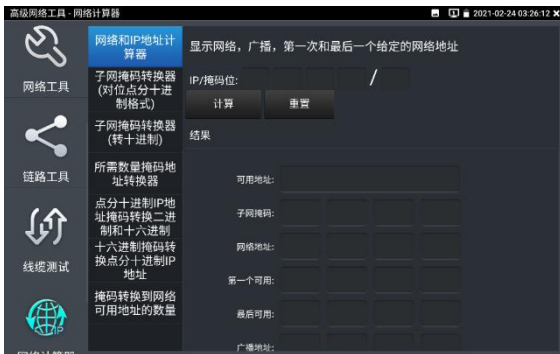 高级网络工具 - 网络计算器
2021-02-24 03:26:12
网络工具
链路工具
线缆测试
IP
网络计算器
网络和IP地址计
算器
子网掩码转换器
(对位点分十进
制格式)
子网掩码转换器
(转十进制)
所需数量掩码地
址转换器
点分十进制IP地
址掩码转换二进
制和十六进制
十六进制掩码转
换点分十进制IP
地址
掩码转换到网络
可用地址的数量
显示网络，广播，第一次和最后一个给定的网络地址
IP/掩码位:
/
计算
重置
结果
可用地址:
子网掩码:
网络地址:
第一个可用:
最后可用:
广播地址: